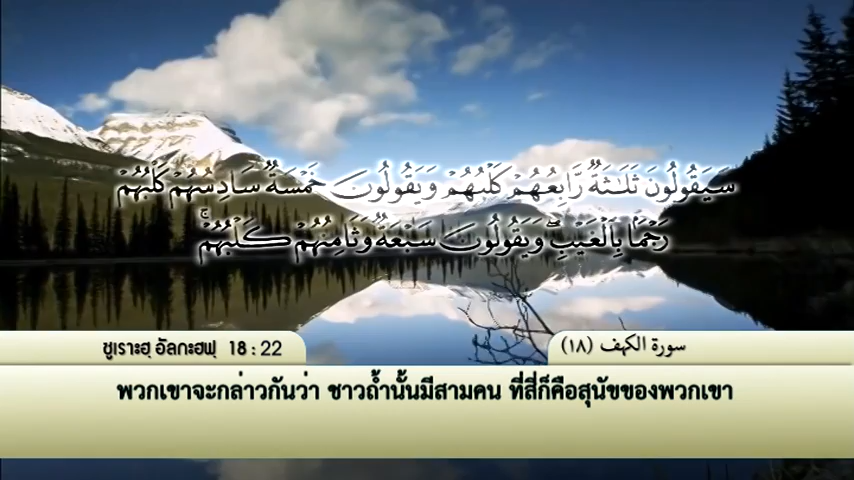 سَيَقُولُونَ ثَلَـٰثَةٌ رَّابِعُهُمْ كَلْبُهُمْ وَيَقُولُونَ خَمْسَةٌ سَادِسُهُمْ كَلْبُهُمْ
رَجْمًۢا بِالْغَيْبِ ۖ وَيَقُولُونَ سَبْعَةٌ وَثَامِنُهُمْ كَلْبُهُمْ ۚ
ซูเราะฮฺ อัลกะฮฟฺ 18 : 22
سورة الكهف (١٨)
พวกเขาจะกล่าวกันว่า ชาวถ้ำนั้นมีสามคน ที่สี่ก็คือสุนัขของพวกเขา